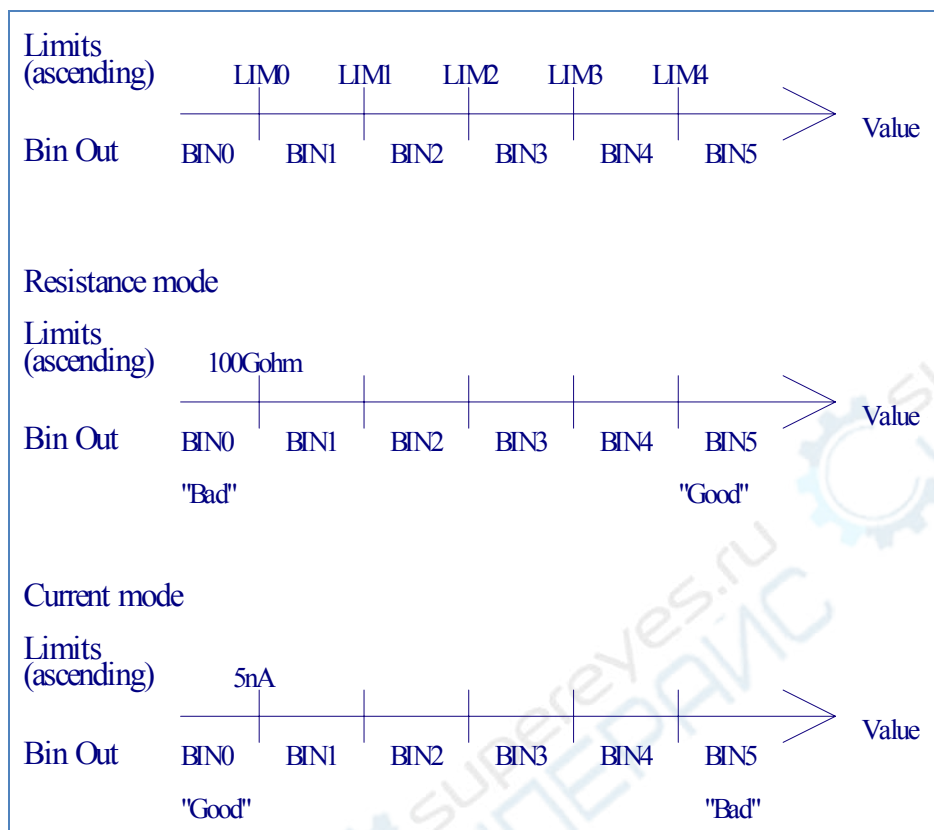 Limits
(ascending)
LIM0 LIM1 LIM2 LIM3 LIM4
Value
Bin Out BIN0 BIN1 BIN2 BIN3 BIN4 BIN5
Resistance mode
Limits
(ascending)
100Gohm
Value
Bin Out BIN0 BIN1 BIN2 BIN3 BIN4 BIN5
"Bad" "Good"
Current mode
Limits
(ascending)
5nA
Value
Bin Out BIN0 BIN1 BIN2 BIN3 BIN4 BIN5
"Good" "Bad"
supereyes.ru